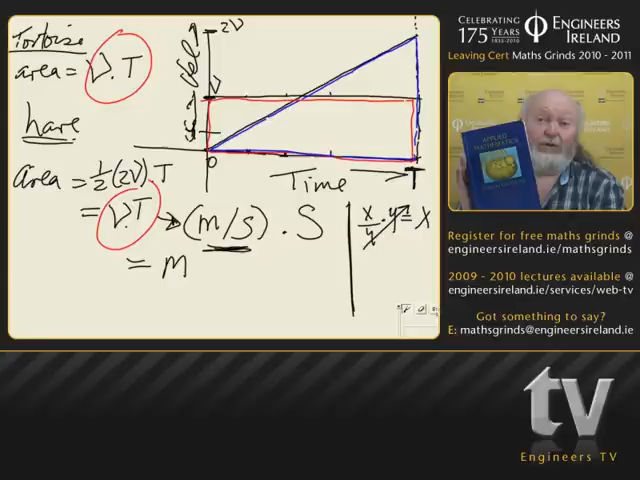 Tortoise
area = V.T
hare
area = 1/2 (2V) T
= V.T → (m/s) . S
= m
Vel
2V
V
0
Time
T
x/y . y = x
CELEBRATING
175 YEARS
1835-2010
ENGINEERS
IRELAND
Leaving Cert Maths Grinds 2010 - 2011
APPLIED
MATHEMATICS
Register for free maths grinds @
engineersireland.ie/mathsgrinds
2009 - 2010 lectures available @
engineersireland.ie/services/web-tv
Got something to say?
E: mathsgrinds@engineersireland.ie
tv
Engineers TV